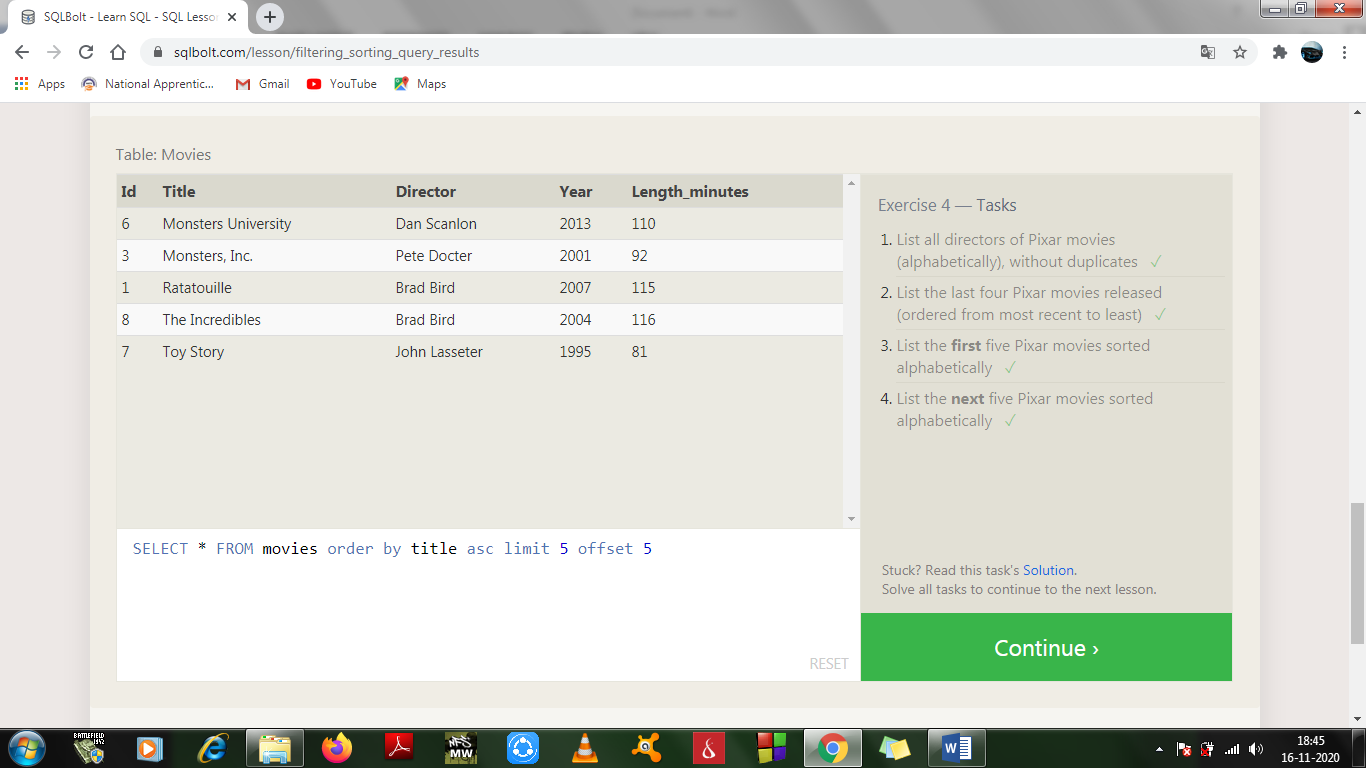 SQLBolt - Learn SQL - SQL Lesson
sqlbolt.com/lesson/filtering_sorting_query_results
Apps National Apprentic... Gmail YouTube Maps
Table: Movies
Id Title Director Year Length_minutes
6 Monsters University Dan Scanlon 2013 110
3 Monsters, Inc. Pete Docter 2001 92
1 Ratatouille Brad Bird 2007 115
8 The Incredibles Brad Bird 2004 116
7 Toy Story John Lasseter 1995 81
SELECT * FROM movies order by title asc limit 5 offset 5
RESET
Exercise 4 — Tasks
1. List all directors of Pixar movies
(alphabetically), without duplicates ✓
2. List the last four Pixar movies released
(ordered from most recent to least) ✓
3. List the first five Pixar movies sorted
alphabetically ✓
4. List the next five Pixar movies sorted
alphabetically ✓
Stuck? Read this task's Solution.
Solve all tasks to continue to the next lesson.
Continue ›
BATTLEFIELD
1942
NFS
MW
18:45
16-11-2020